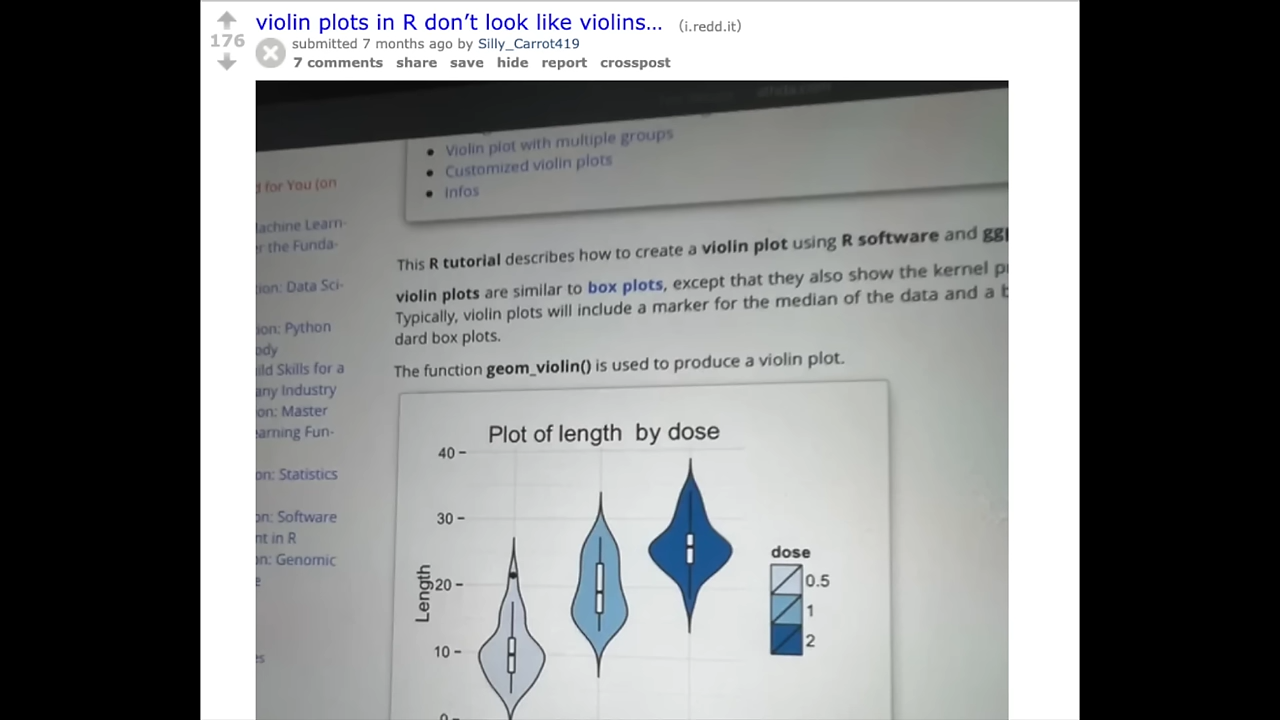 violin plots in R don’t look like violins... (i.redd.it)
176
submitted 7 months ago by Silly_Carrot419
7 comments share save hide report crosspost
Violin plot with multiple groups
Customized violin plots
Infos
d for You (on
achine Learn-
r the Funda-
ion: Data Sci-
on: Python
ody
ild Skills for a
any Industry
on: Master
arning Fun-
on: Statistics
on: Software
nt in R
on: Genomic
e
es
This R tutorial describes how to create a violin plot using R software and gg
violin plots are similar to box plots, except that they also show the kernel p
Typically, violin plots will include a marker for the median of the data and a b
dard box plots.
The function geom_violin() is used to produce a violin plot.
Plot of length by dose
40
30
20
10
0
Length
dose
0.5
1
2